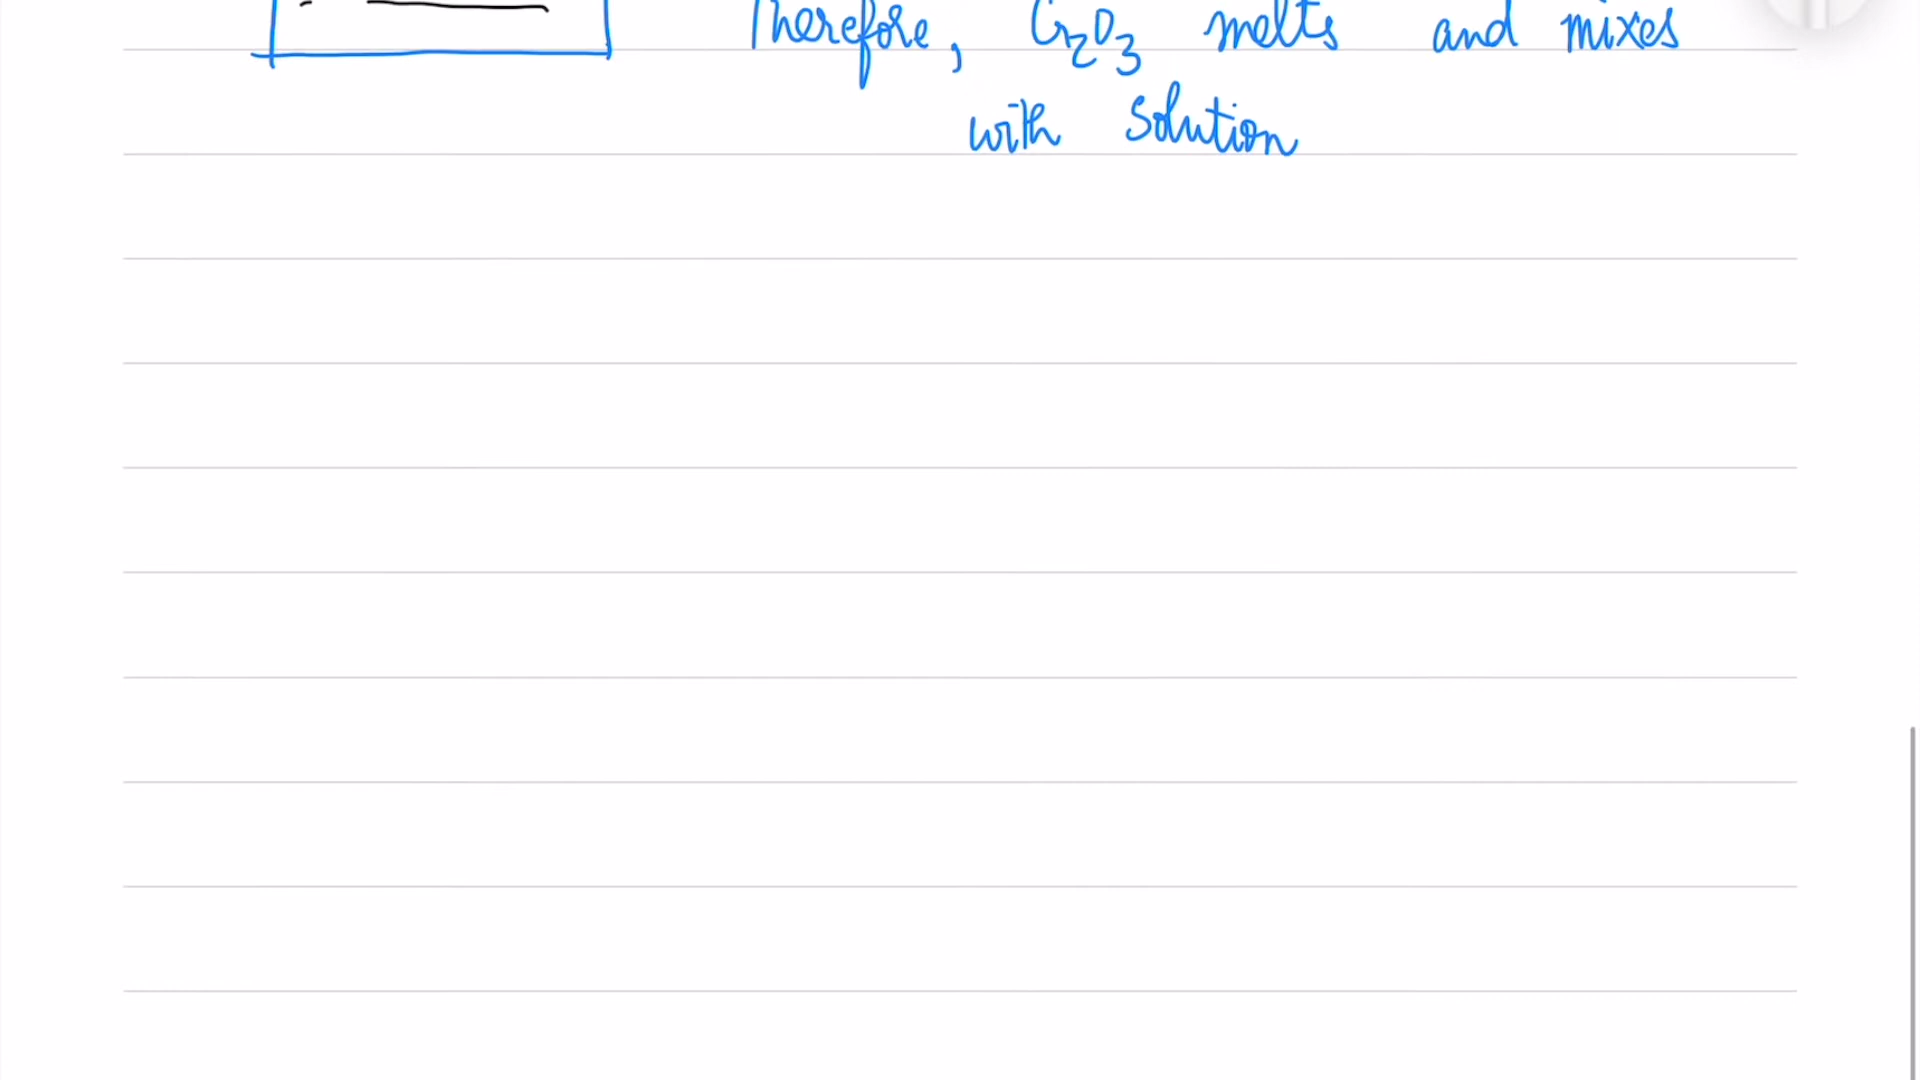 Therefore, Cr2O3 melts and mixes
with solution